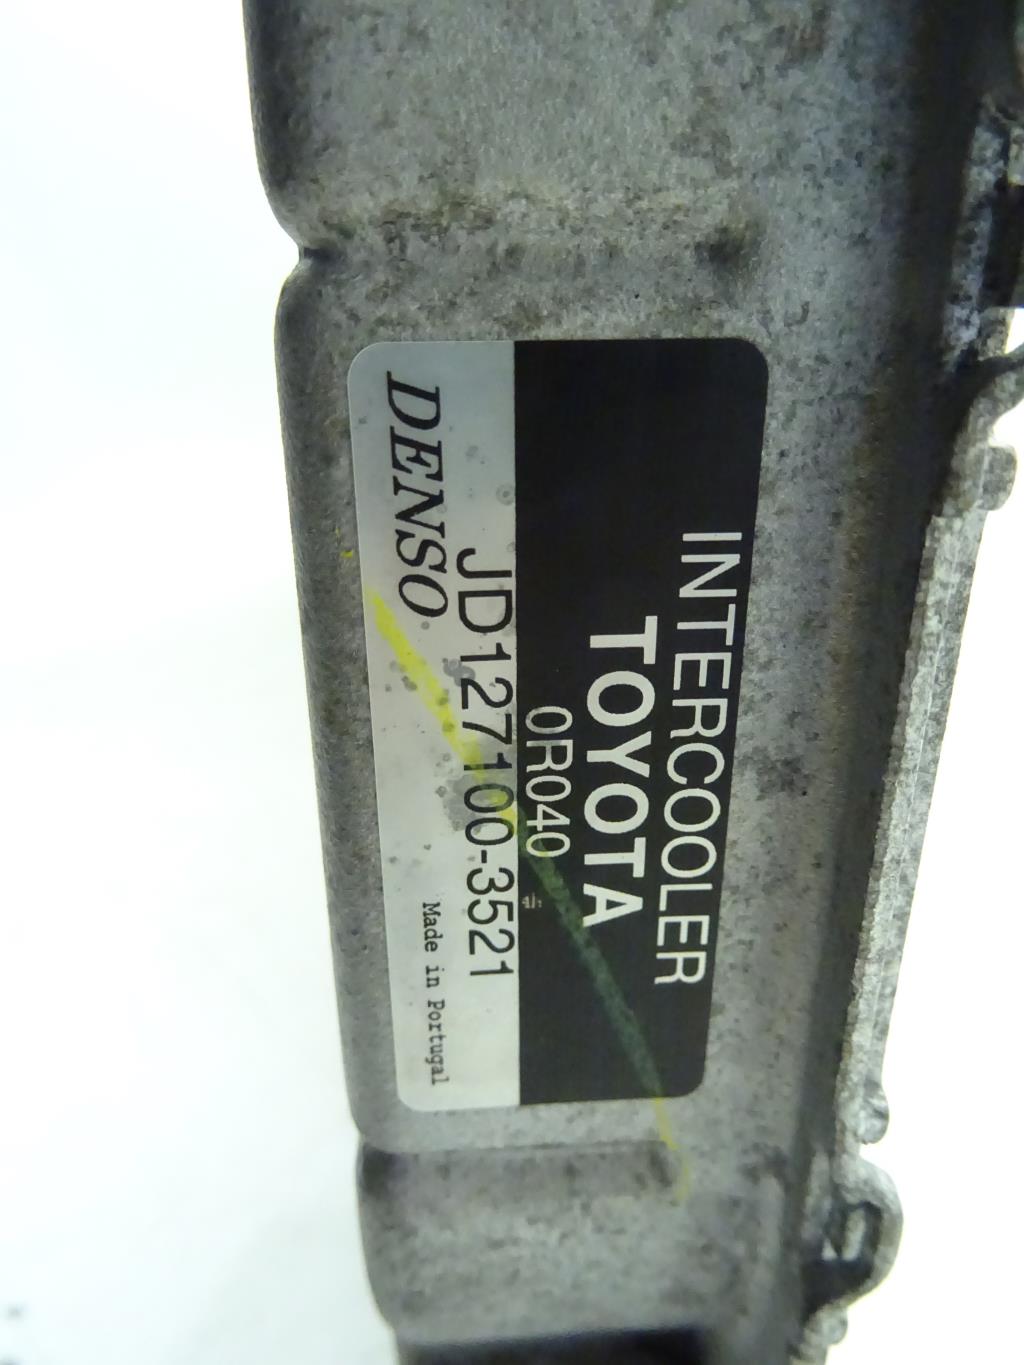 INTERCOOLER
TOYOTA
0R040
JD127100-3521
DENSO
Made in Portugal